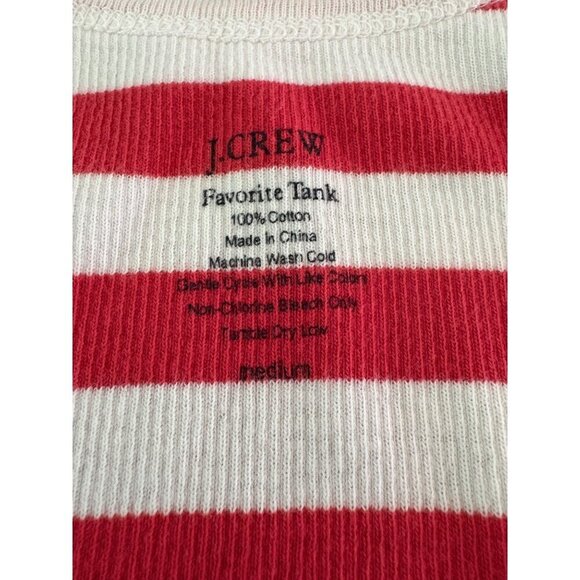 J.CREW
Favorite Tank
100% Cotton
Made In China
Machine Wash Cold
Gentle Cycle With Like Colors
Non-Chlorine Bleach Only
Tumble Dry Low
medium